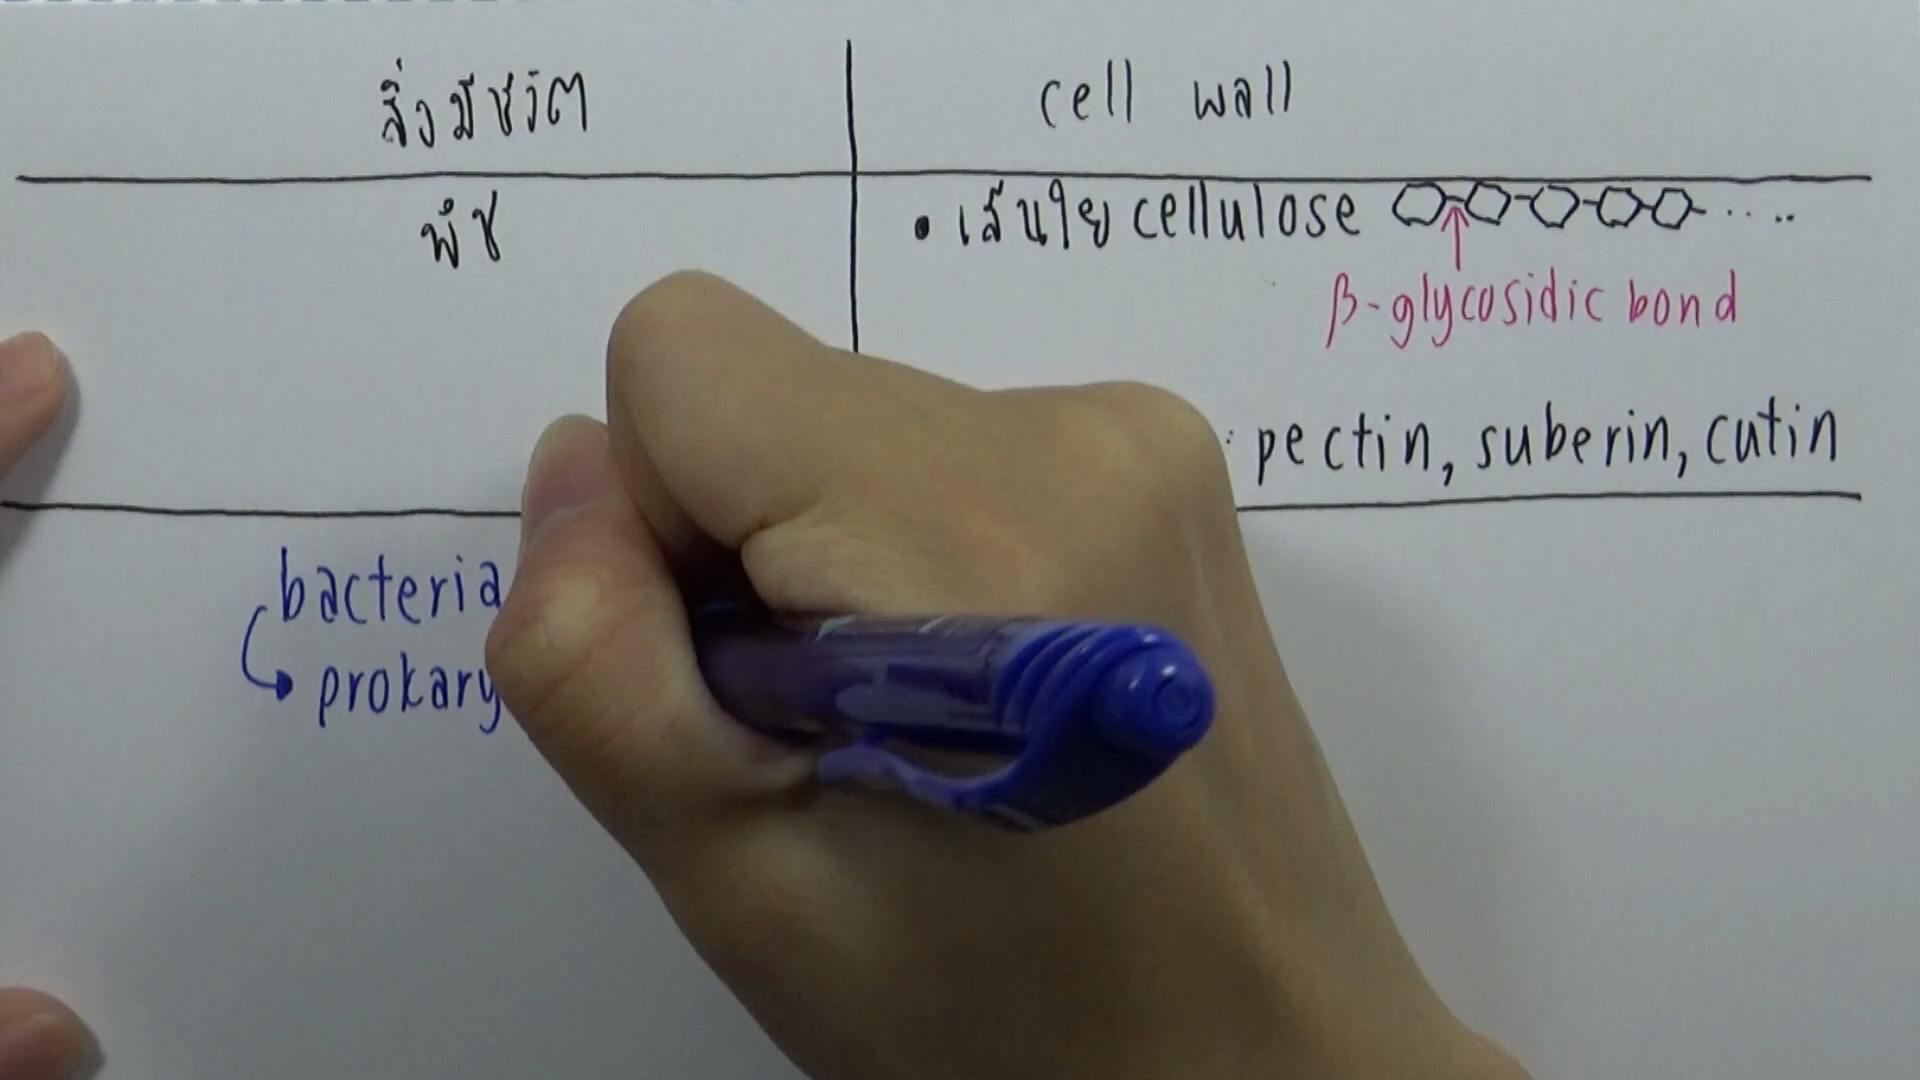 สิ่งมีชีวิต
cell wall
พืช
• เส้นใย cellulose
β-glycosidic bond
: pectin, suberin, cutin
bacteria
prokary